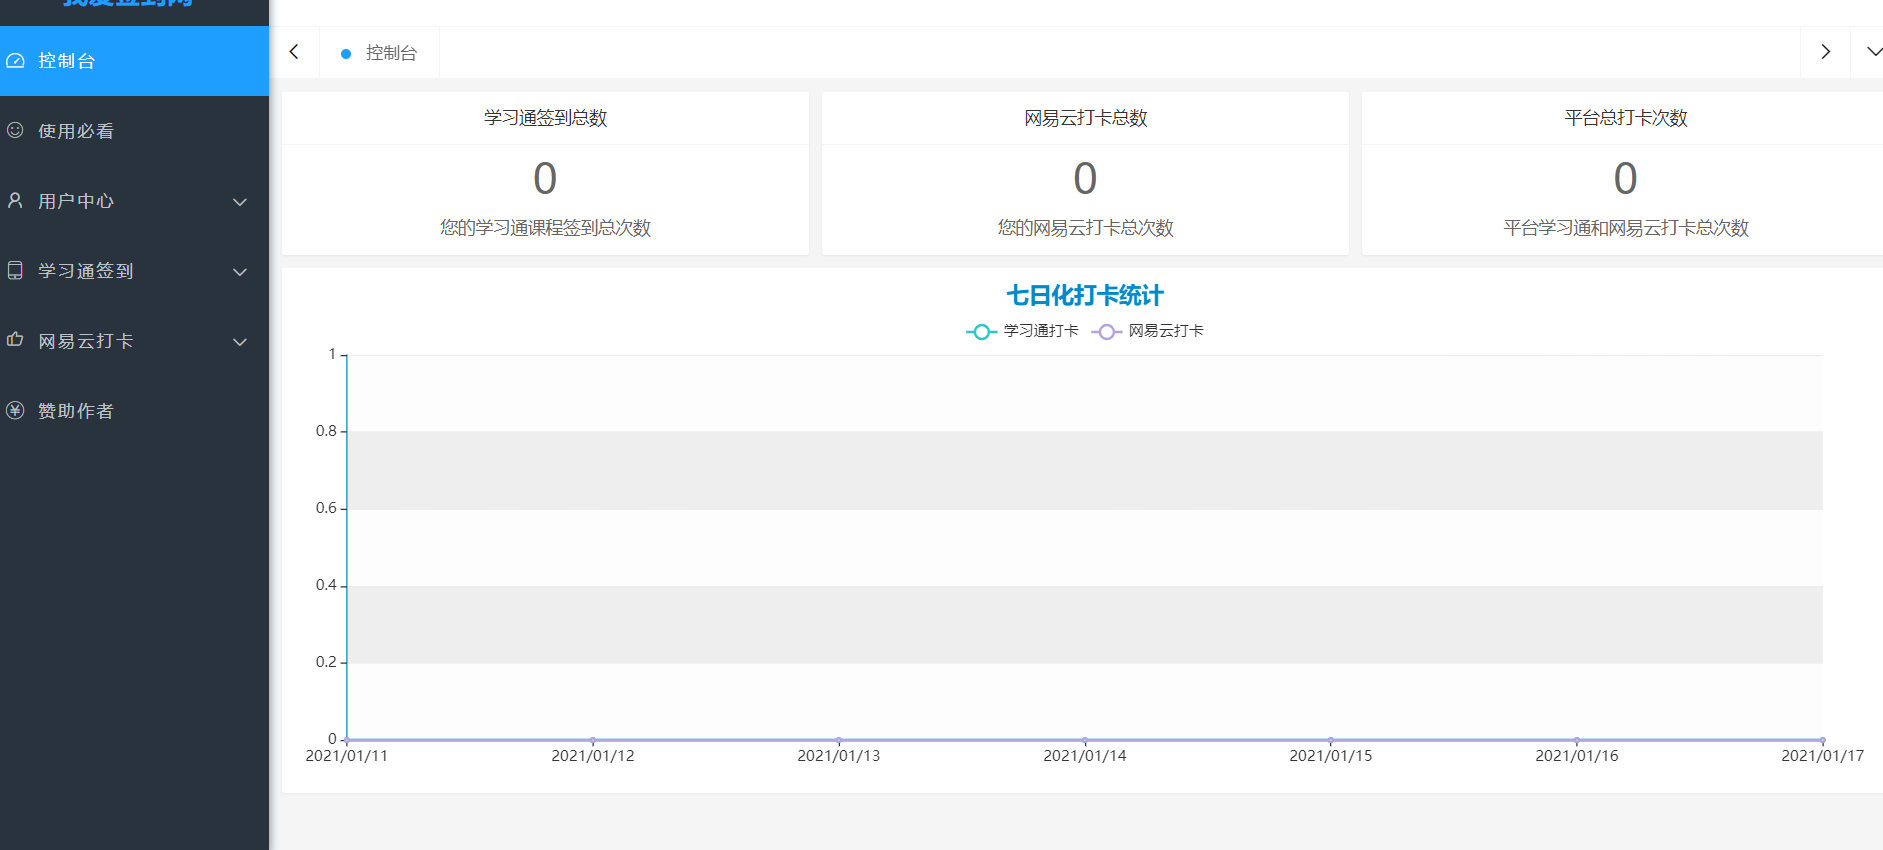 我爱签到网
控制台
使用必看
用户中心
学习通签到
网易云打卡
赞助作者
控制台
学习通签到总数
0
您的学习通课程签到总次数
网易云打卡总数
0
您的网易云打卡总次数
平台总打卡次数
0
平台学习通和网易云打卡总次数
七日化打卡统计
学习通打卡 网易云打卡
1
0.8
0.6
0.4
0.2
0
2021/01/11 2021/01/12 2021/01/13 2021/01/14 2021/01/15 2021/01/16 2021/01/17